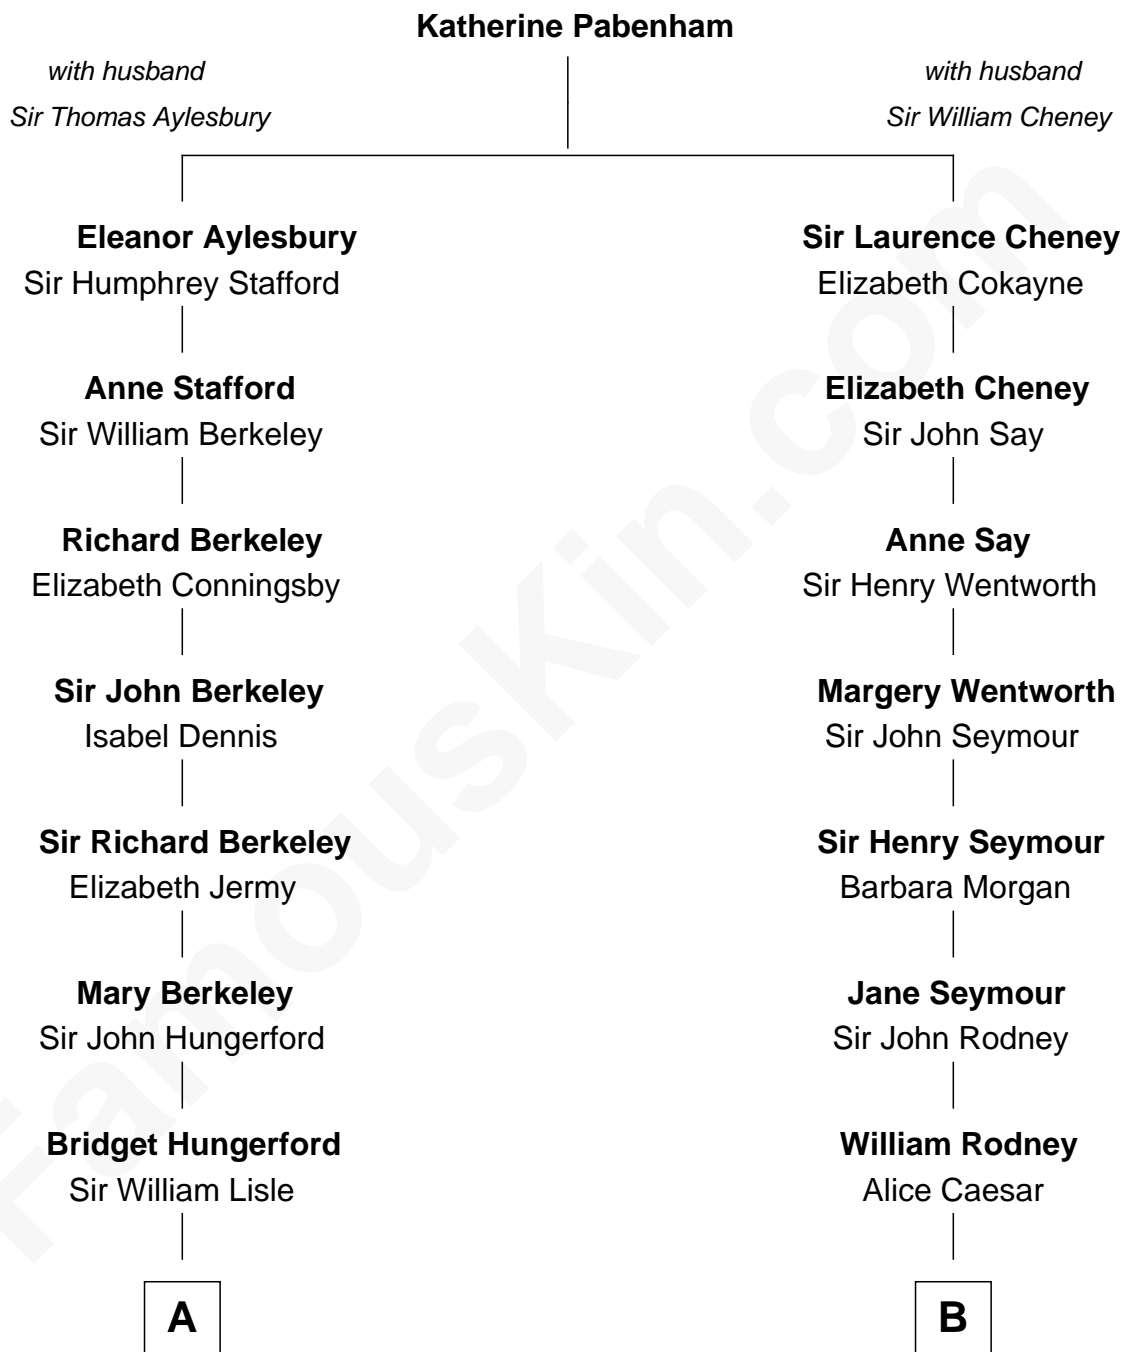 Katherine Pabenham
with husband
Sir Thomas Aylesbury
with husband
Sir William Cheney
Eleanor Aylesbury
Sir Humphrey Stafford
Sir Laurence Cheney
Elizabeth Cokayne
Anne Stafford
Sir William Berkeley
Elizabeth Cheney
Sir John Say
Richard Berkeley
Elizabeth Conningsby
Anne Say
Sir Henry Wentworth
Sir John Berkeley
Isabel Dennis
Margery Wentworth
Sir John Seymour
Sir Richard Berkeley
Elizabeth Jermy
Sir Henry Seymour
Barbara Morgan
Mary Berkeley
Sir John Hungerford
Jane Seymour
Sir John Rodney
Bridget Hungerford
Sir William Lisle
William Rodney
Alice Caesar
A
B
FamousKin.com